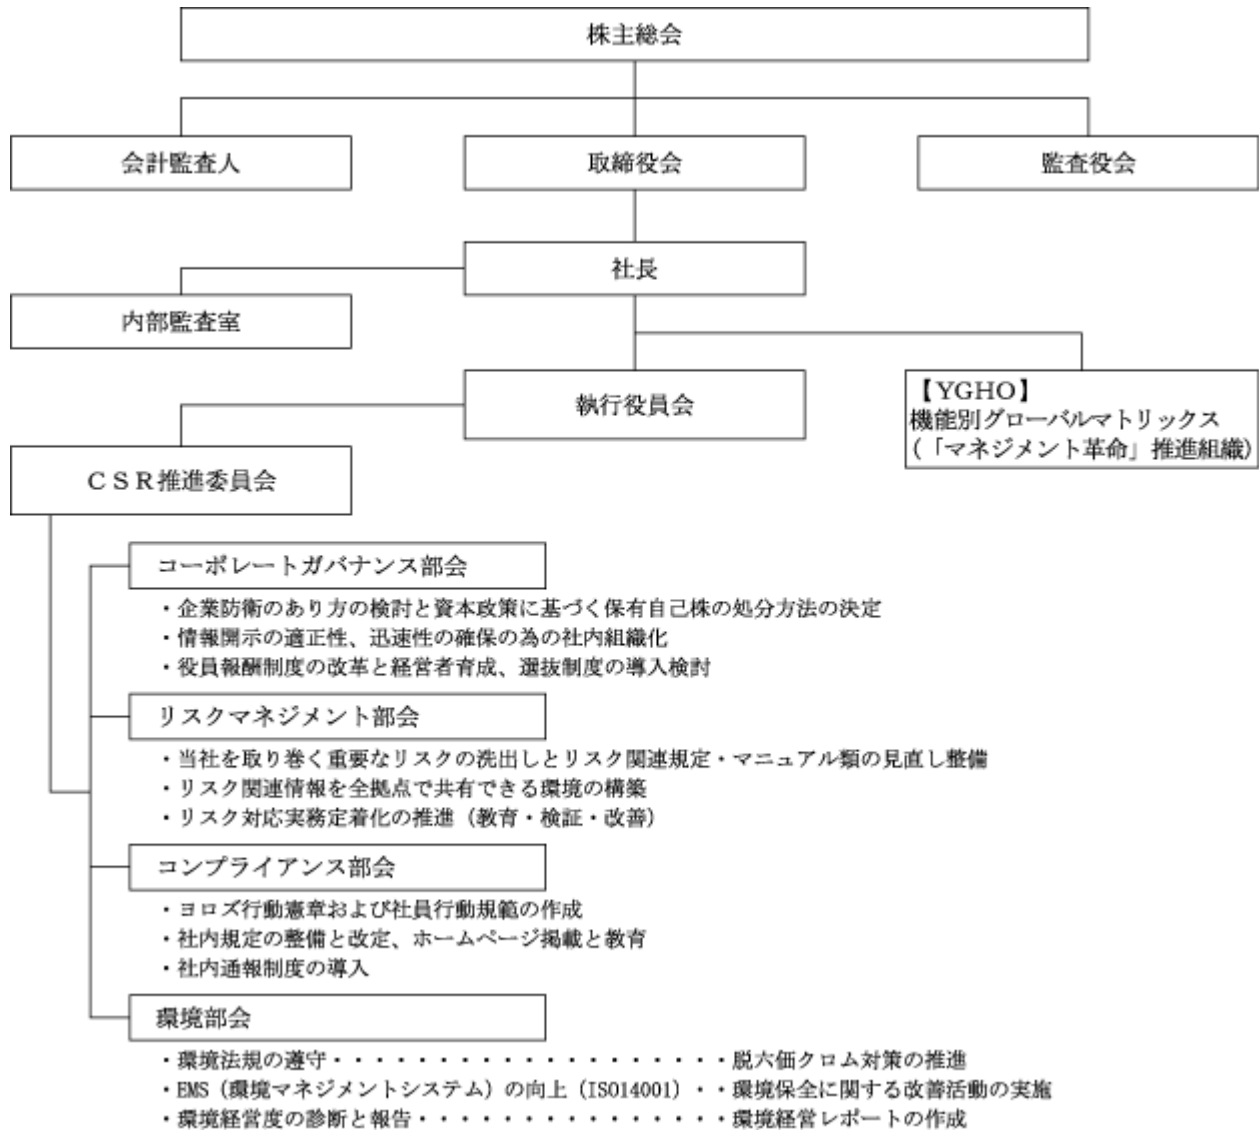 株主総会
会計監査人
取締役会
監査役会
社長
内部監査室
執行役員会
【YGHO】
機能別グローバルマトリックス
(「マネジメント革命」推進組織)
ＣＳＲ推進委員会
コーポレートガバナンス部会
・企業防衛のあり方の検討と資本政策に基づく保有自己株の処分方法の決定
・情報開示の適正性、迅速性の確保の為の社内組織化
・役員報酬制度の改革と経営者育成、選抜制度の導入検討
リスクマネジメント部会
・当社を取り巻く重要なリスクの洗出しとリスク関連規定・マニュアル類の見直し整備
・リスク関連情報を全拠点で共有できる環境の構築
・リスク対応実務定着化の推進（教育・検証・改善）
コンプライアンス部会
・ヨロズ行動憲章および社員行動規範の作成
・社内規定の整備と改定、ホームページ掲載と教育
・社内通報制度の導入
環境部会
・環境法規の遵守・・・・・・・・・・・・・・・・・・・脱六価クロム対策の推進
・EMS（環境マネジメントシステム）の向上（ISO14001）・・環境保全に関する改善活動の実施
・環境経営度の診断と報告・・・・・・・・・・・・・・・環境経営レポートの作成